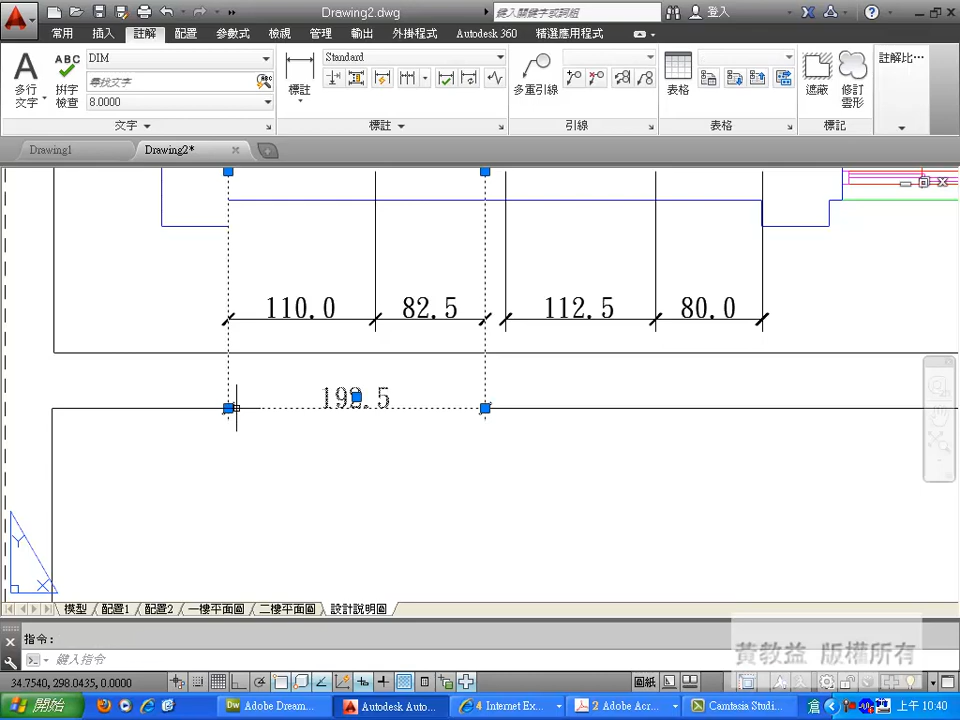 Drawing2.dwg
鍵入關鍵字或詞組
登入
常用 插入 註解 配置 參數式 檢視 管理 輸出 外掛程式 Autodesk 360 精選應用程式
多行
文字
ABC
拼字
檢查
DIM
尋找文字
8.0000
文字
標註
Standard
標註
多重引線
引線
表格
表格
遮蔽
修訂
雲形
標記
註解比…
Drawing1
Drawing2*
110.0
82.5
112.5
80.0
192.5
Y
X
模型 配置1 配置2 一樓平面圖 二樓平面圖 設計說明圖
指令:
鍵入指令
黃教益 版權所有
34.7540, 298.0435, 0.0000
圖紙
開始
Adobe Dream...
Autodesk Auto...
4 Internet Ex...
2 Adobe Acr...
Camtasia Studi...
倉
上午 10:40